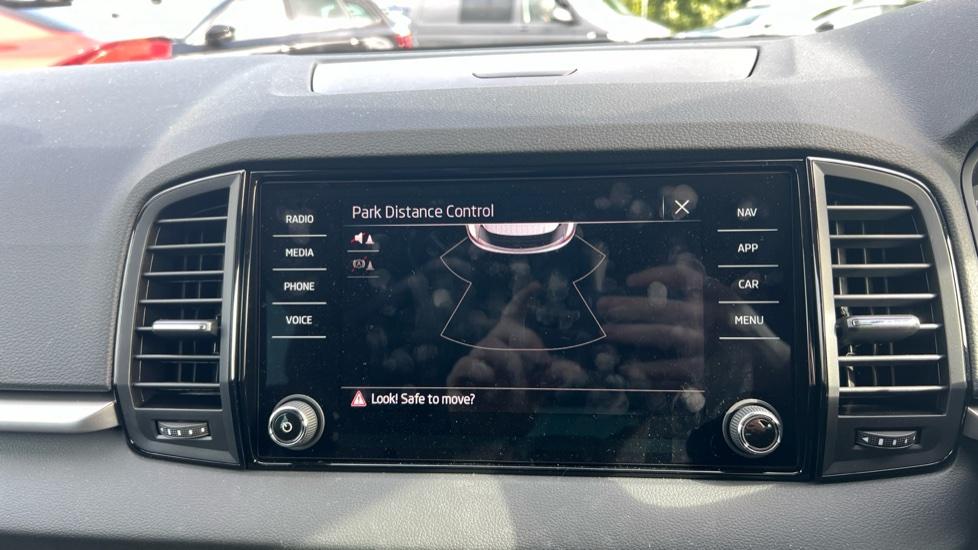 Park Distance Control
RADIO
MEDIA
PHONE
VOICE
NAV
APP
CAR
MENU
Look! Safe to move?